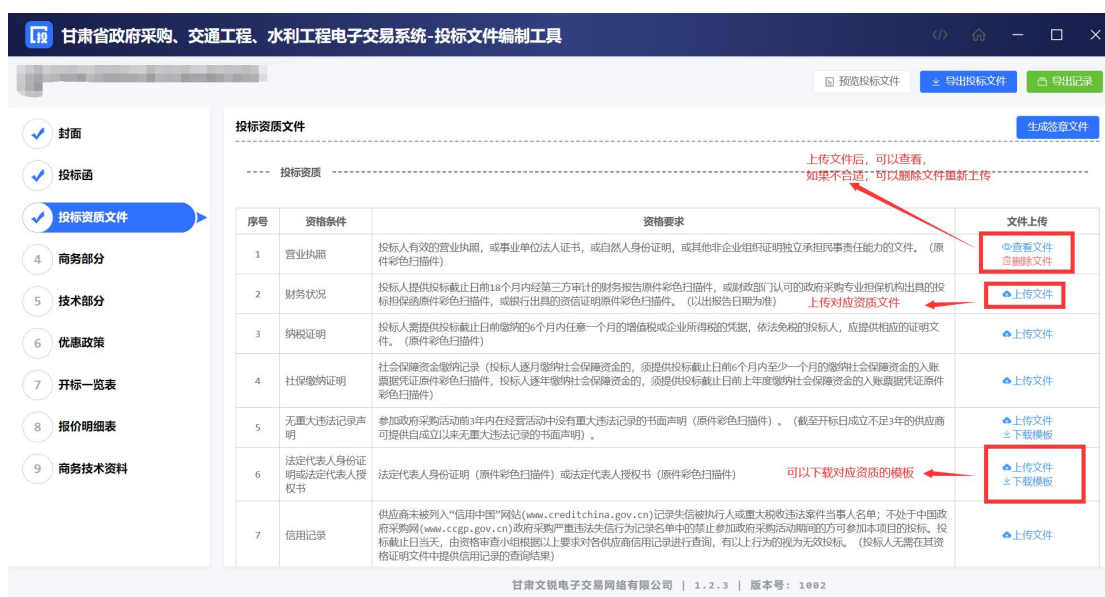 投 甘肃省政府采购、交通工程、水利工程电子交易系统-投标文件编制工具
预览投标文件 导出投标文件 导出记录
封面
投标函
投标资质文件
4 商务部分
5 技术部分
6 优惠政策
7 开标一览表
8 报价明细表
9 商务技术资料
投标资质文件 生成签章文件
投标资质
上传文件后，可以查看，
如果不合适，可以删除文件重新上传
序号 资格条件 资格要求 文件上传
1 营业执照 投标人有效的营业执照，或事业单位法人证书，或自然人身份证明，或其他非企业组织证明独立承担民事责任能力的文件。（原
件彩色扫描件）
查看文件
删除文件
2 财务状况 投标人提供投标截止日前18个月内经第三方审计的财务报告原件彩色扫描件，或财政部门认可的政府采购专业担保机构出具的投
标担保函原件彩色扫描件，或银行出具的资信证明原件彩色扫描件。（以出报告日期为准）
上传对应资质文件
上传文件
3 纳税证明 投标人需提供投标截止日前缴纳的6个月内任意一个月的增值税或企业所得税的凭据，依法免税的投标人，应提供相应的证明文
件。（原件彩色扫描件）
上传文件
4 社保缴纳证明 社会保障资金缴纳记录（投标人逐月缴纳社会保障资金的，须提供投标截止日前6个月内至少一个月的缴纳社会保障资金的入账
票据凭证原件彩色扫描件，投标人逐年缴纳社会保障资金的，须提供投标截止日前上年度缴纳社会保障资金的入账票据凭证原件
彩色扫描件）
上传文件
5 无重大违法记录声
明
参加政府采购活动前3年内在经营活动中没有重大违法记录的书面声明（原件彩色扫描件）。（截至开标日成立不足3年的供应商
可提供自成立以来无重大违法记录的书面声明）。
上传文件
下载模板
6 法定代表人身份证
明或法定代表人授
权书
法定代表人身份证明（原件彩色扫描件）或法定代表人授权书（原件彩色扫描件）
可以下载对应资质的模板
上传文件
下载模板
7 信用记录 供应商未被列入“信用中国”网站(www.creditchina.gov.cn)记录失信被执行人或重大税收违法案件当事人名单；不处于中国政
府采购网(www.ccgp.gov.cn)政府采购严重违法失信行为记录名单中的禁止参加政府采购活动期间的方可参加本项目的投标。投
标截止日当天，由资格审查小组根据以上要求对各供应商信用记录进行查询，有以上行为的视为无效投标。（投标人无需在其资
格证明文件中提供信用记录的查询结果）
上传文件
甘肃文锐电子交易网络有限公司 | 1.2.3 | 版本号: 1002